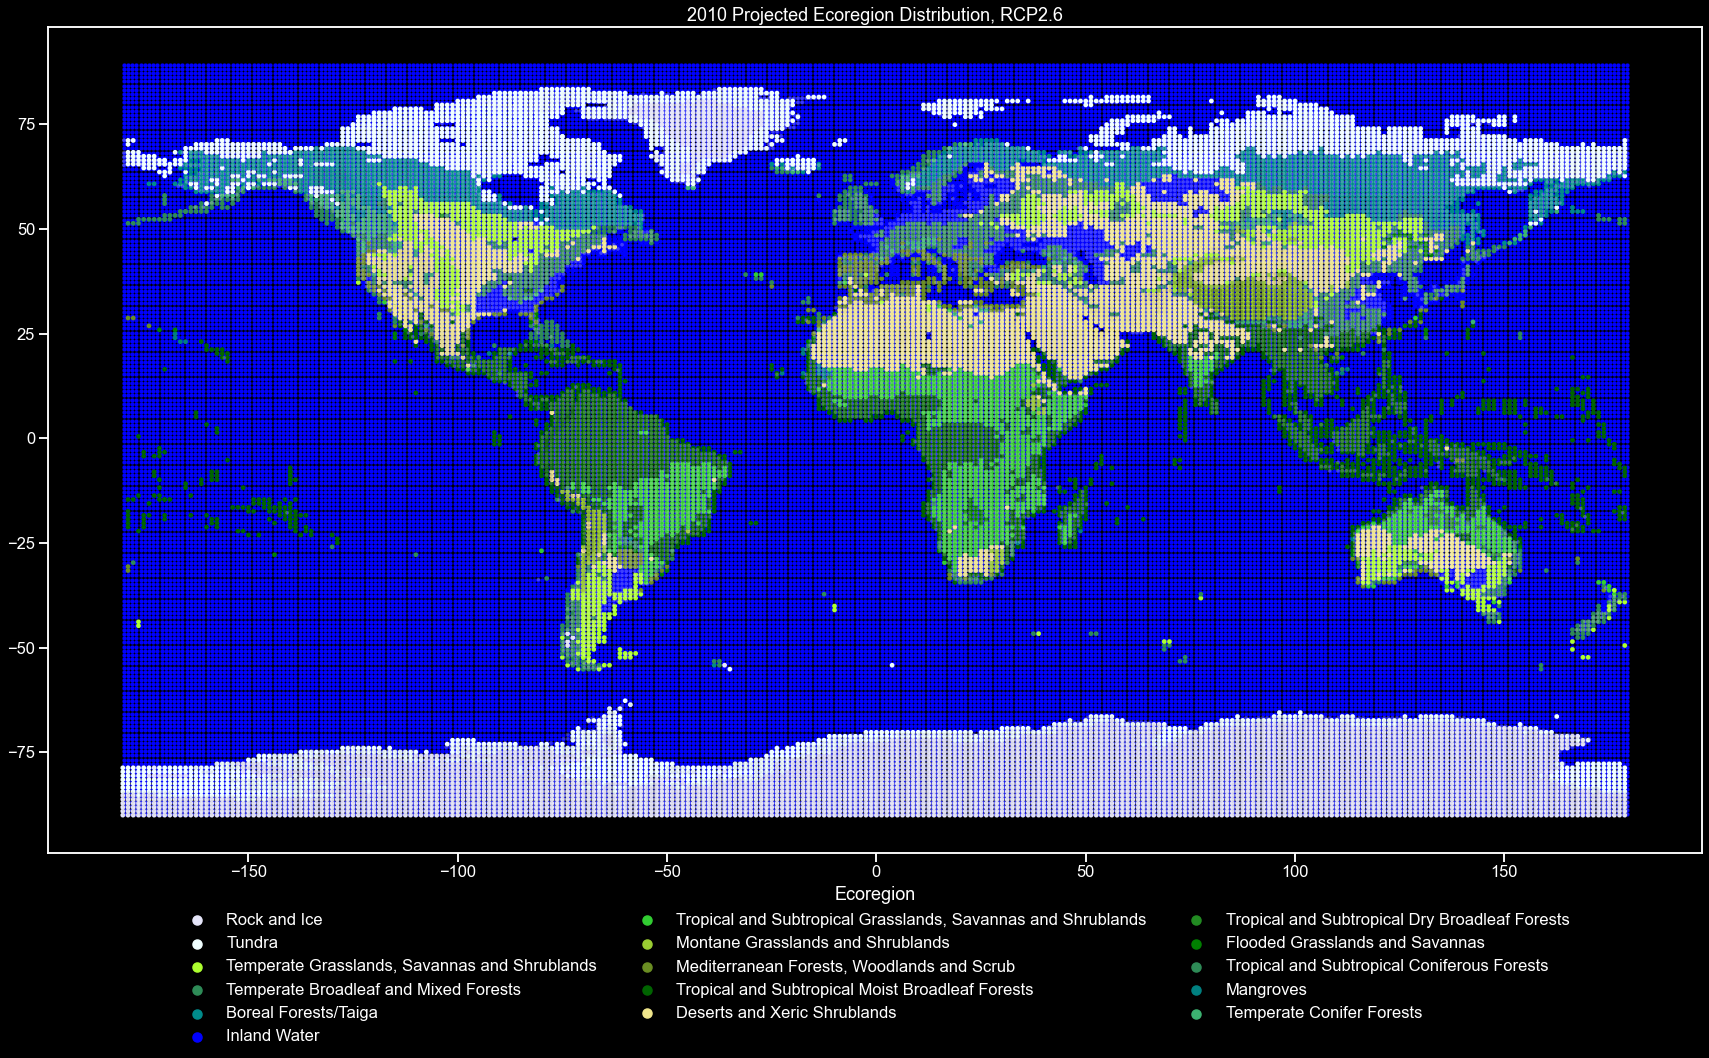 2010 Projected Ecoregion Distribution, RCP2.6
75
50
25
0
−25
−50
−75
−150
−100
−50
0
50
100
150
Ecoregion
Rock and Ice
Tundra
Temperate Grasslands, Savannas and Shrublands
Temperate Broadleaf and Mixed Forests
Boreal Forests/Taiga
Inland Water
Tropical and Subtropical Grasslands, Savannas and Shrublands
Montane Grasslands and Shrublands
Mediterranean Forests, Woodlands and Scrub
Tropical and Subtropical Moist Broadleaf Forests
Deserts and Xeric Shrublands
Tropical and Subtropical Dry Broadleaf Forests
Flooded Grasslands and Savannas
Tropical and Subtropical Coniferous Forests
Mangroves
Temperate Conifer Forests